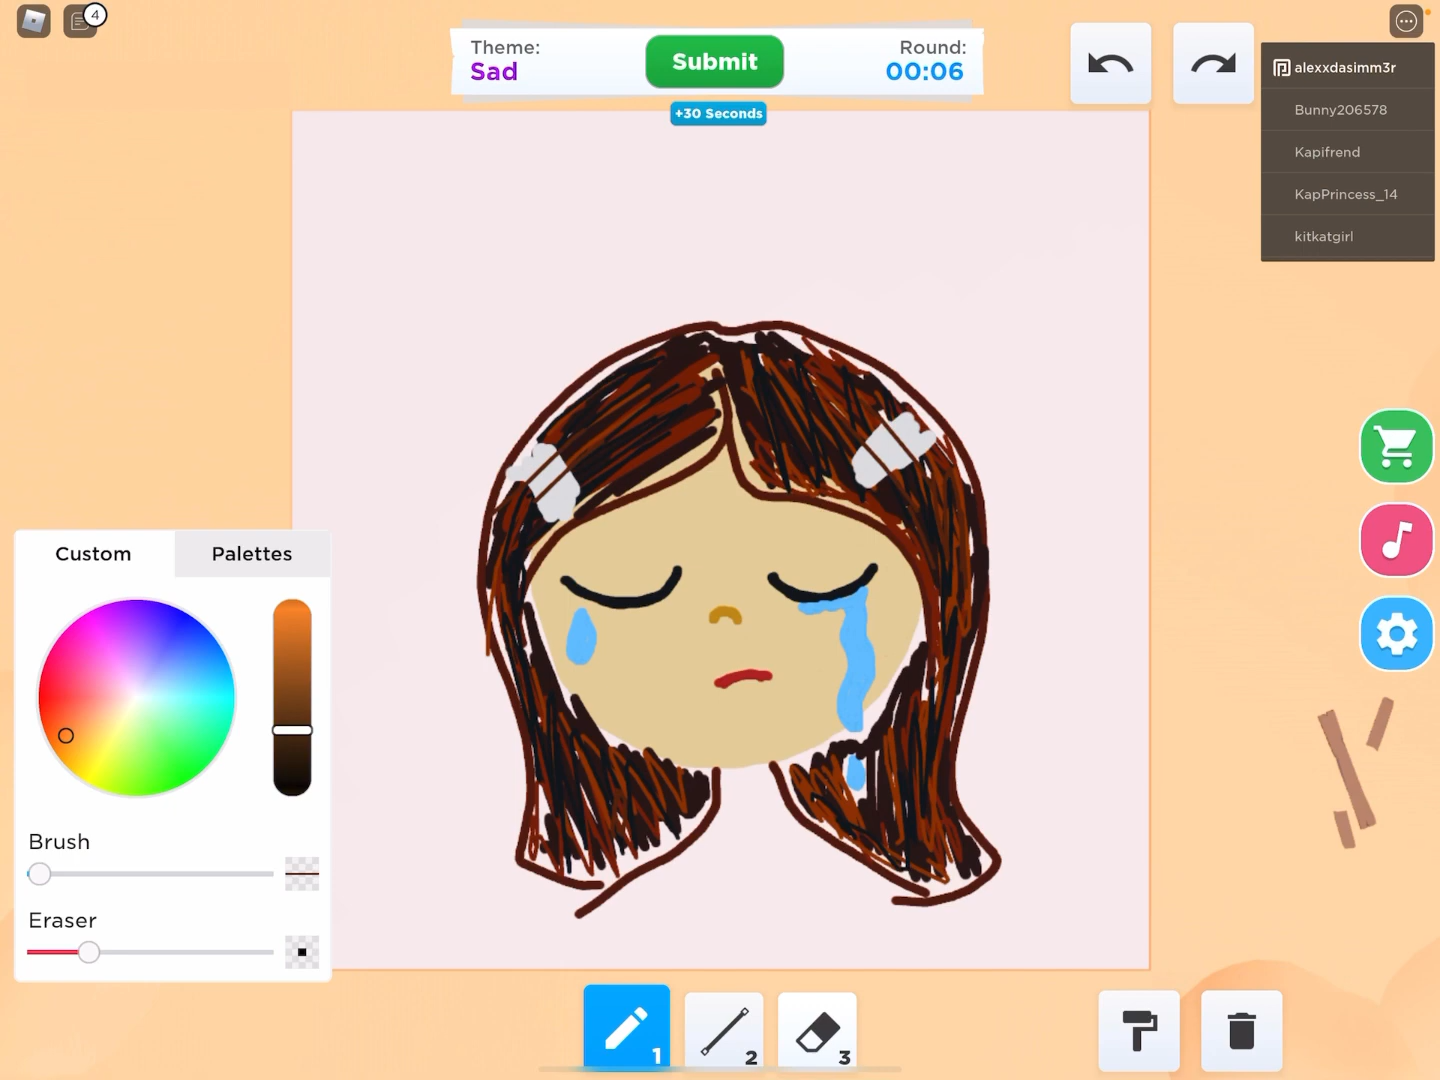 4
Theme:
Sad
Submit
Round:
00:06
+30 Seconds
alexxdasimm3r
Bunny206578
Kapifrend
KapPrincess_14
kitkatgirl
Custom
Palettes
Brush
Eraser
1
2
3